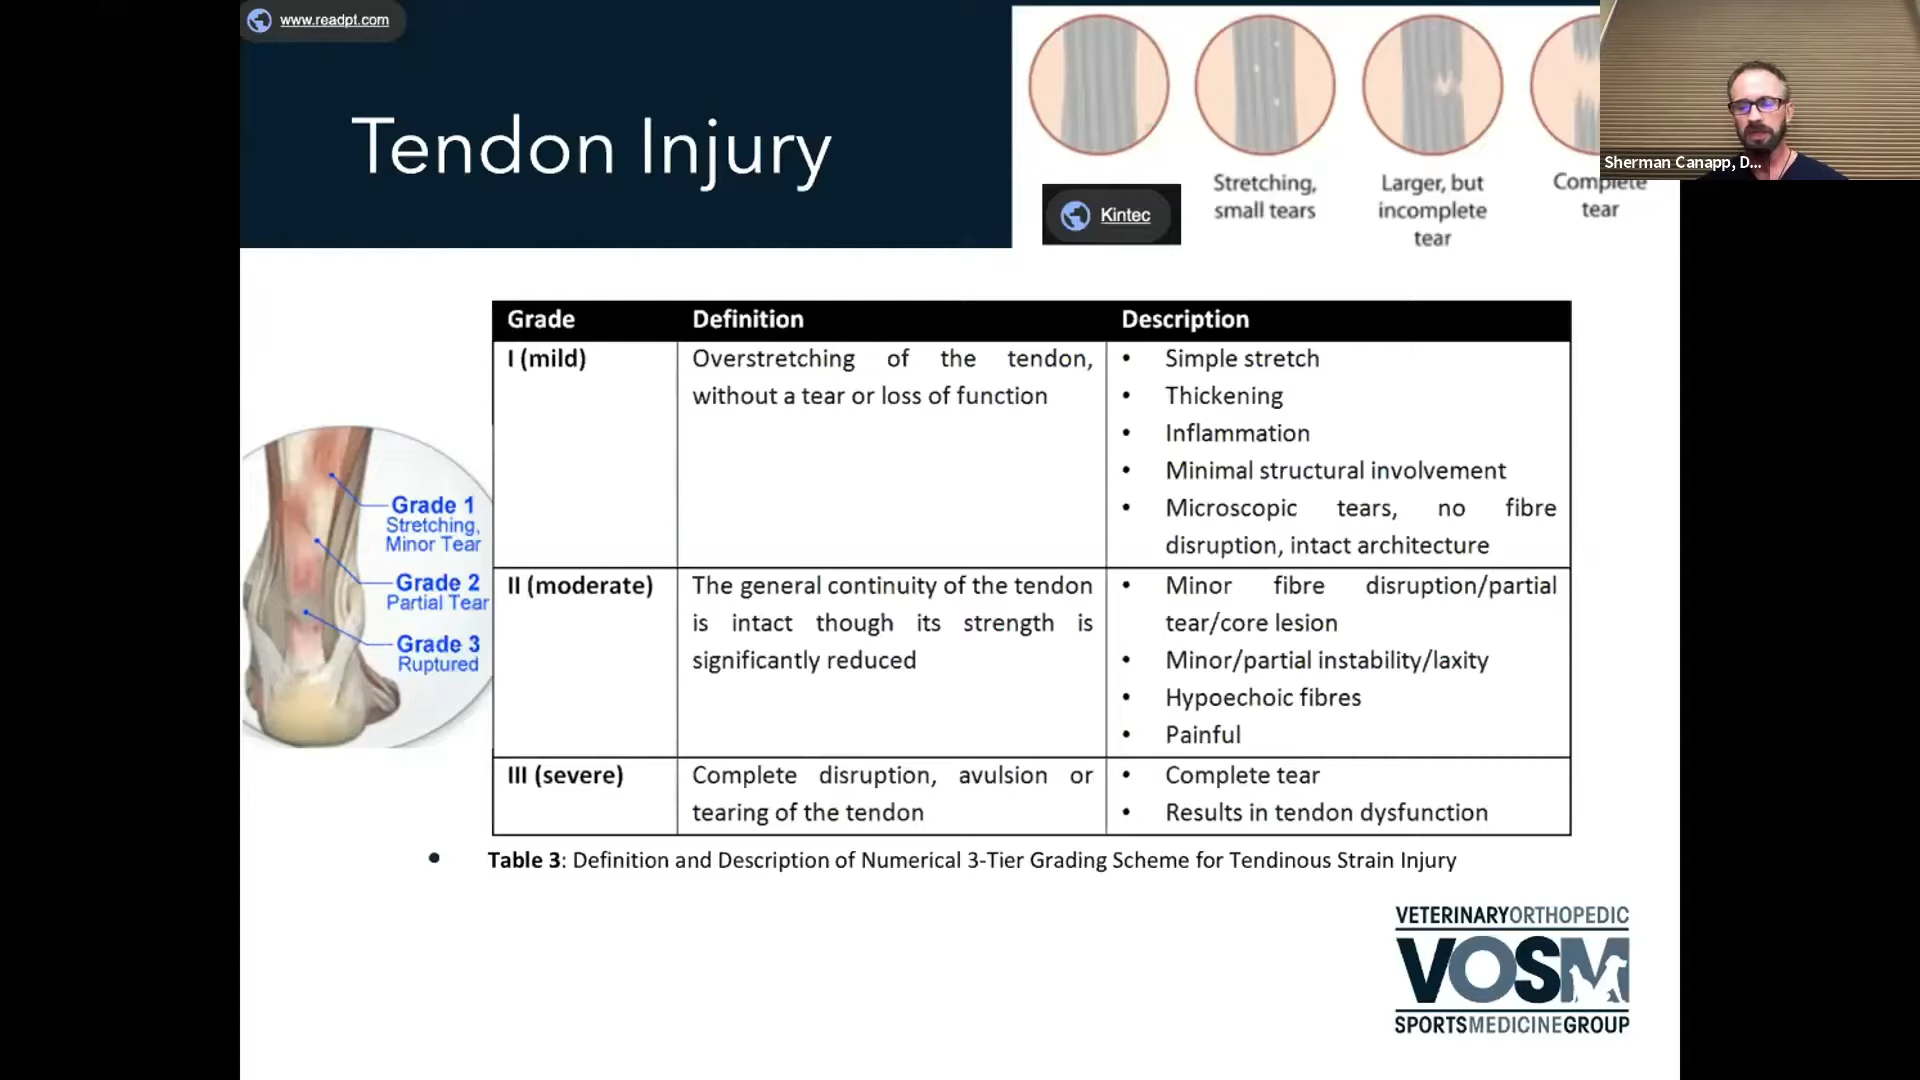 www.readpt.com
Tendon Injury
Kintec
Stretching,
small tears
Larger, but
incomplete
tear
Complete
tear
Sherman Canapp, D...
Grade Definition Description
I (mild)
Overstretching of the tendon,
without a tear or loss of function
• Simple stretch
• Thickening
• Inflammation
• Minimal structural involvement
• Microscopic tears, no fibre
disruption, intact architecture
II (moderate)
The general continuity of the tendon
is intact though its strength is
significantly reduced
• Minor fibre disruption/partial
tear/core lesion
• Minor/partial instability/laxity
• Hypoechoic fibres
• Painful
III (severe)
Complete disruption, avulsion or
tearing of the tendon
• Complete tear
• Results in tendon dysfunction
Grade 1
Stretching,
Minor Tear
Grade 2
Partial Tear
Grade 3
Ruptured
• Table 3: Definition and Description of Numerical 3-Tier Grading Scheme for Tendinous Strain Injury
VETERINARYORTHOPEDIC
VOSM
SPORTSMEDICINEGROUP